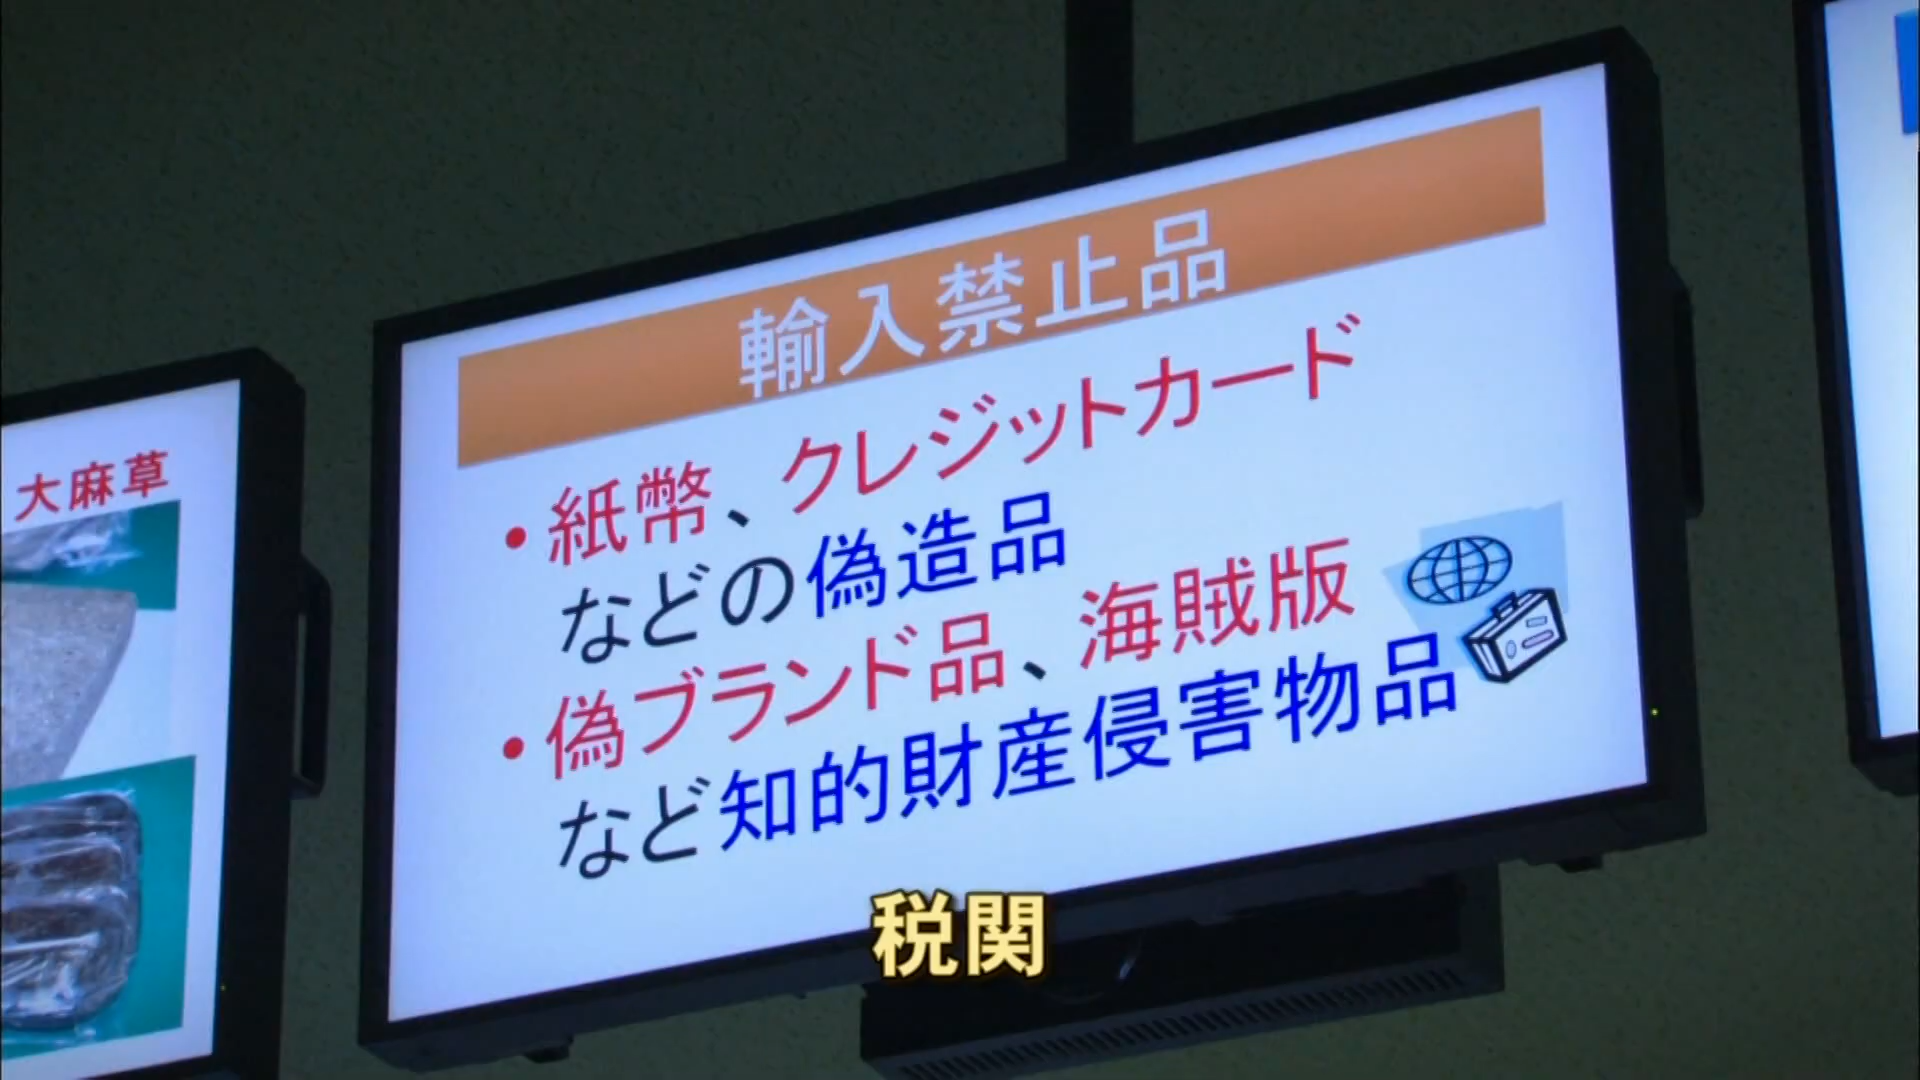 大麻草
輸入禁止品
・紙幣、クレジットカード
などの偽造品
・偽ブランド品、海賊版
など知的財産侵害物品
税関